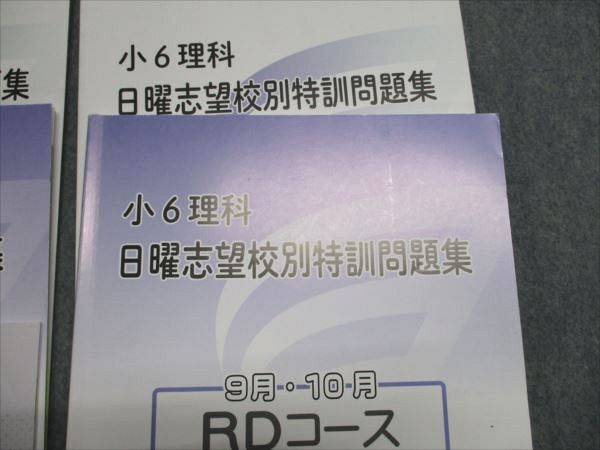 小6理科
日曜志望校別特訓問題集
集
小6理科
日曜志望校別特訓問題集
9月・10月
RDコース